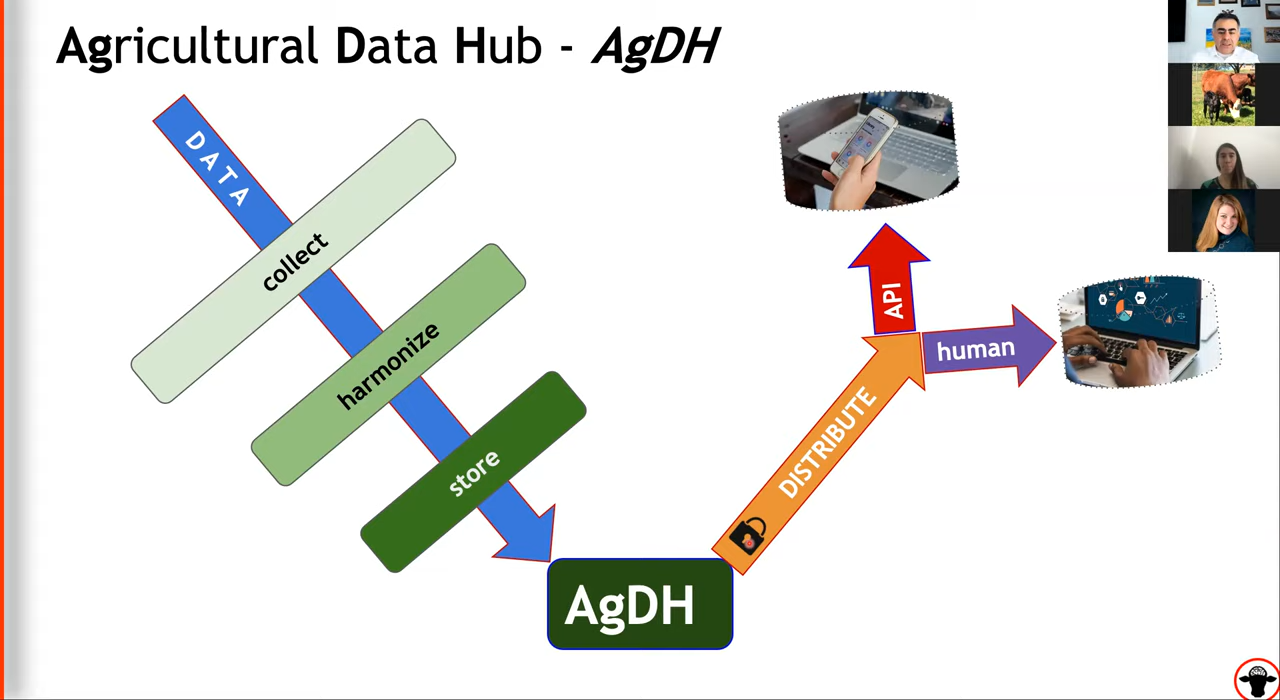 Agricultural Data Hub - AgDH
DATA
collect
harmonize
store
AgDH
DISTRIBUTE
API
human